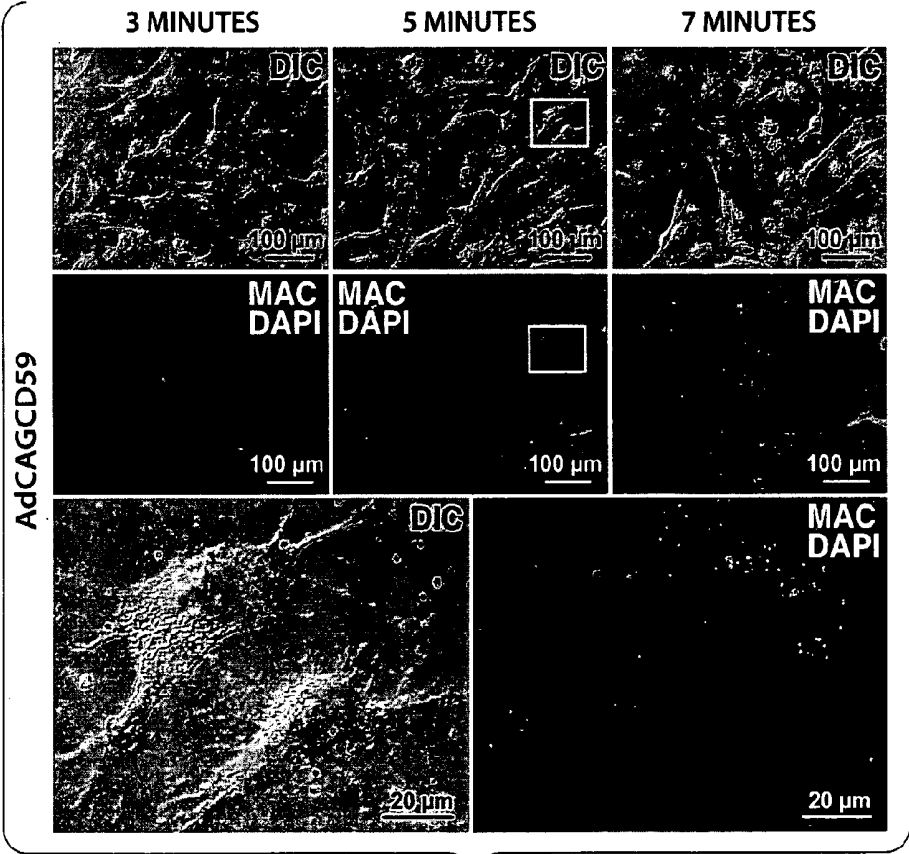 3 MINUTES 5 MINUTES 7 MINUTES
AdCAGCD59
DIC
100 µm
DIC
100 µm
DIC
100 µm
MAC
DAPI
100 µm
MAC
DAPI
100 µm
MAC
DAPI
100 µm
DIC
20 µm
MAC
DAPI
20 µm